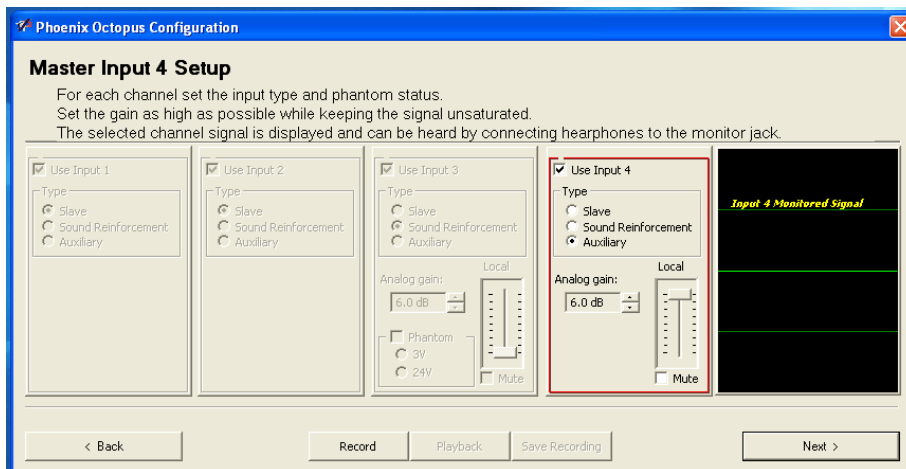 Phoenix Octopus Configuration
Master Input 4 Setup
For each channel set the input type and phantom status.
Set the gain as high as possible while keeping the signal unsaturated.
The selected channel signal is displayed and can be heard by connecting hearphones to the monitor jack.
Use Input 1
Type
Slave
Sound Reinforcement
Auxiliary
Use Input 2
Type
Slave
Sound Reinforcement
Auxiliary
Use Input 3
Type
Slave
Sound Reinforcement
Auxiliary
Local
Analog gain:
6.0 dB
Phantom
3V
24V
Mute
Use Input 4
Type
Slave
Sound Reinforcement
Auxiliary
Local
Analog gain:
6.0 dB
Mute
Input 4 Monitored Signal
< Back
Record
Playback
Save Recording
Next >